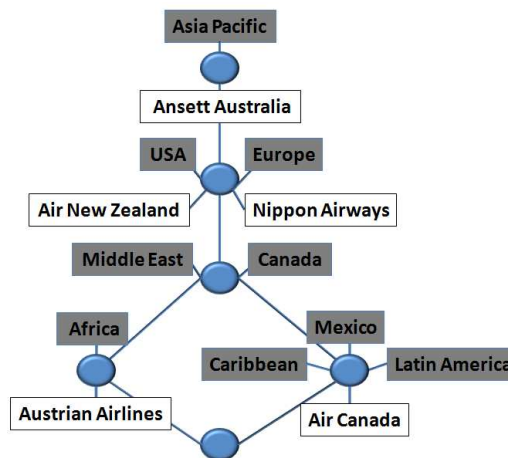 Asia Pacific
Ansett Australia
USA
Europe
Air New Zealand
Nippon Airways
Middle East
Canada
Africa
Mexico
Caribbean
Latin America
Austrian Airlines
Air Canada